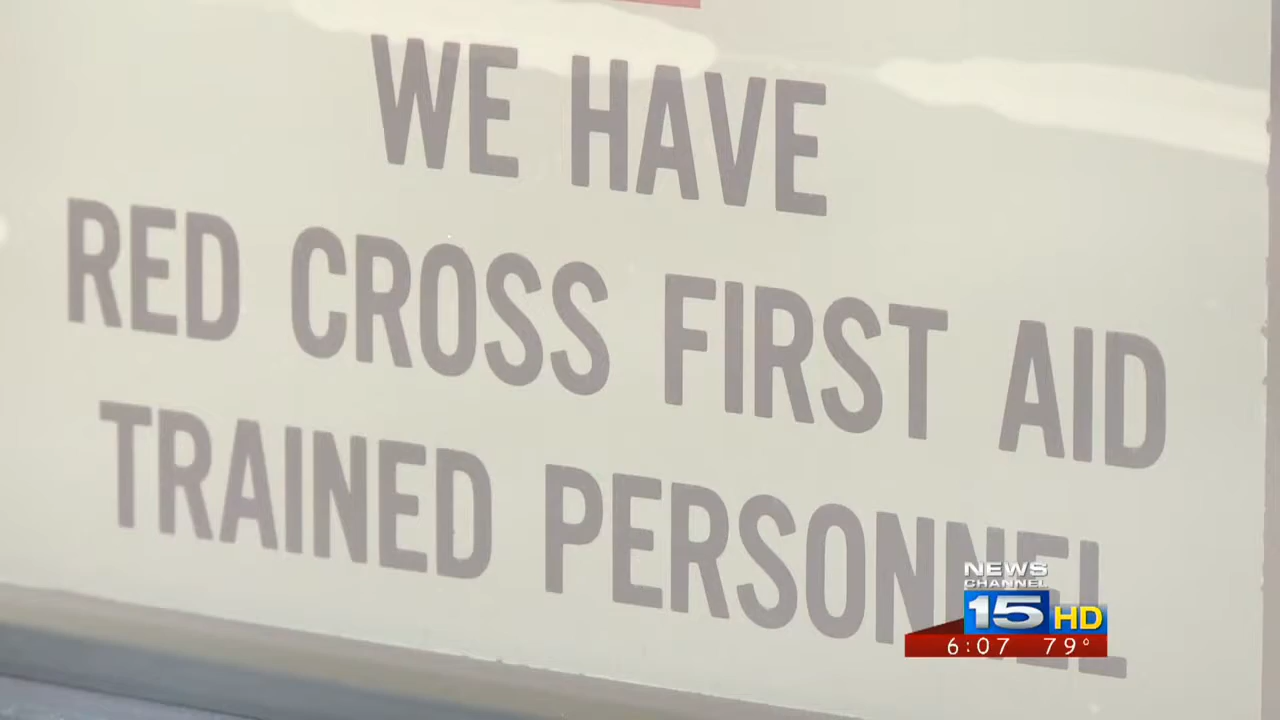 WE HAVE
RED CROSS FIRST AID
TRAINED PERSONNEL
NEWS
CHANNEL
15 HD
6:07 79°